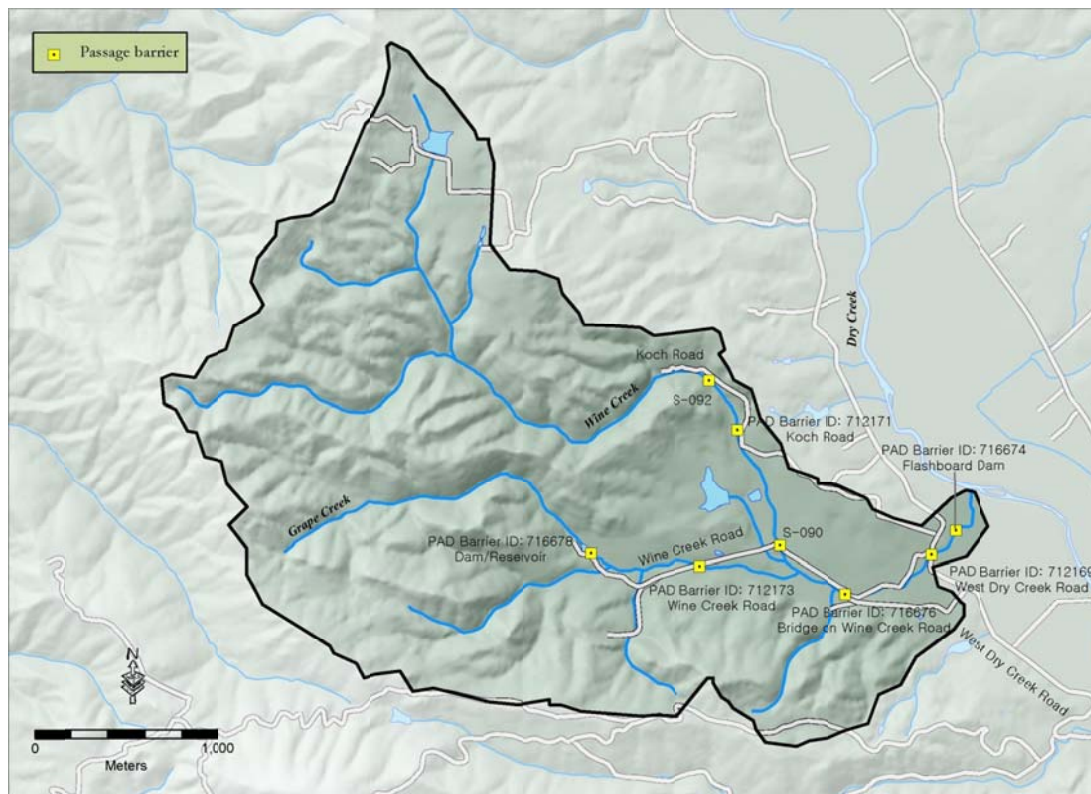 Passage barrier
Dry Creek
Koch Road
Wine Creek
S-092
PAD Barrier ID: 712171
Koch Road
PAD Barrier ID: 716674
Flashboard Dam
Grape Creek
S-090
Wine Creek Road
PAD Barrier ID: 716678
Dam/Reservoir
PAD Barrier ID: 712169
West Dry Creek Road
PAD Barrier ID: 712173
Wine Creek Road
PAD Barrier ID: 716676
Bridge on Wine Creek Road
West Dry Creek Road
N
0
1,000
Meters